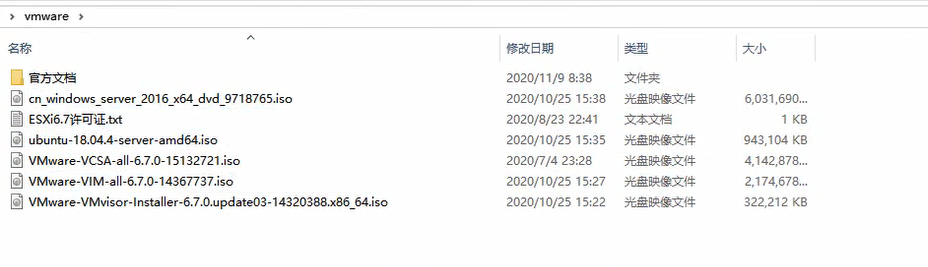 vmware
名称 修改日期 类型 大小
官方文档 2020/11/9 8:38 文件夹
cn_windows_server_2016_x64_dvd_9718765.iso 2020/10/25 15:38 光盘映像文件 6,031,690...
ESXi6.7许可证.txt 2020/8/23 22:41 文本文档 1 KB
ubuntu-18.04.4-server-amd64.iso 2020/10/25 15:35 光盘映像文件 943,104 KB
VMware-VCSA-all-6.7.0-15132721.iso 2020/7/4 23:28 光盘映像文件 4,142,878...
VMware-VIM-all-6.7.0-14367737.iso 2020/10/25 15:27 光盘映像文件 2,174,678...
VMware-VMvisor-Installer-6.7.0.update03-14320388.x86_64.iso 2020/10/25 15:22 光盘映像文件 322,212 KB